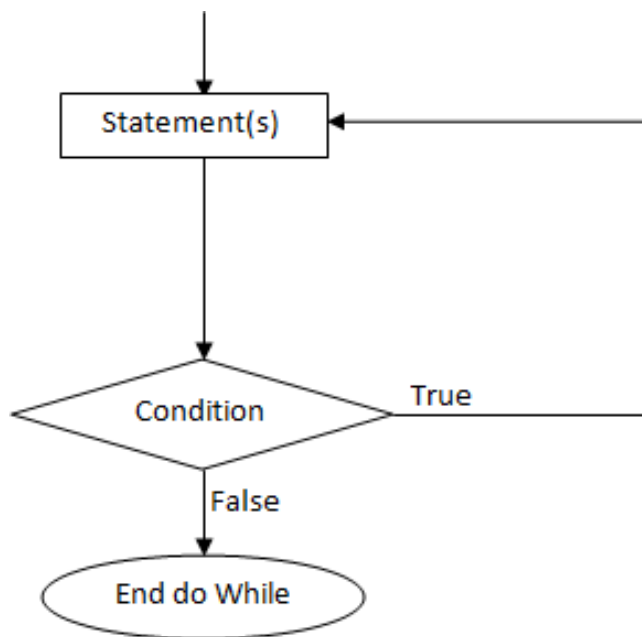 Statement(s)
Condition
True
False
End do While